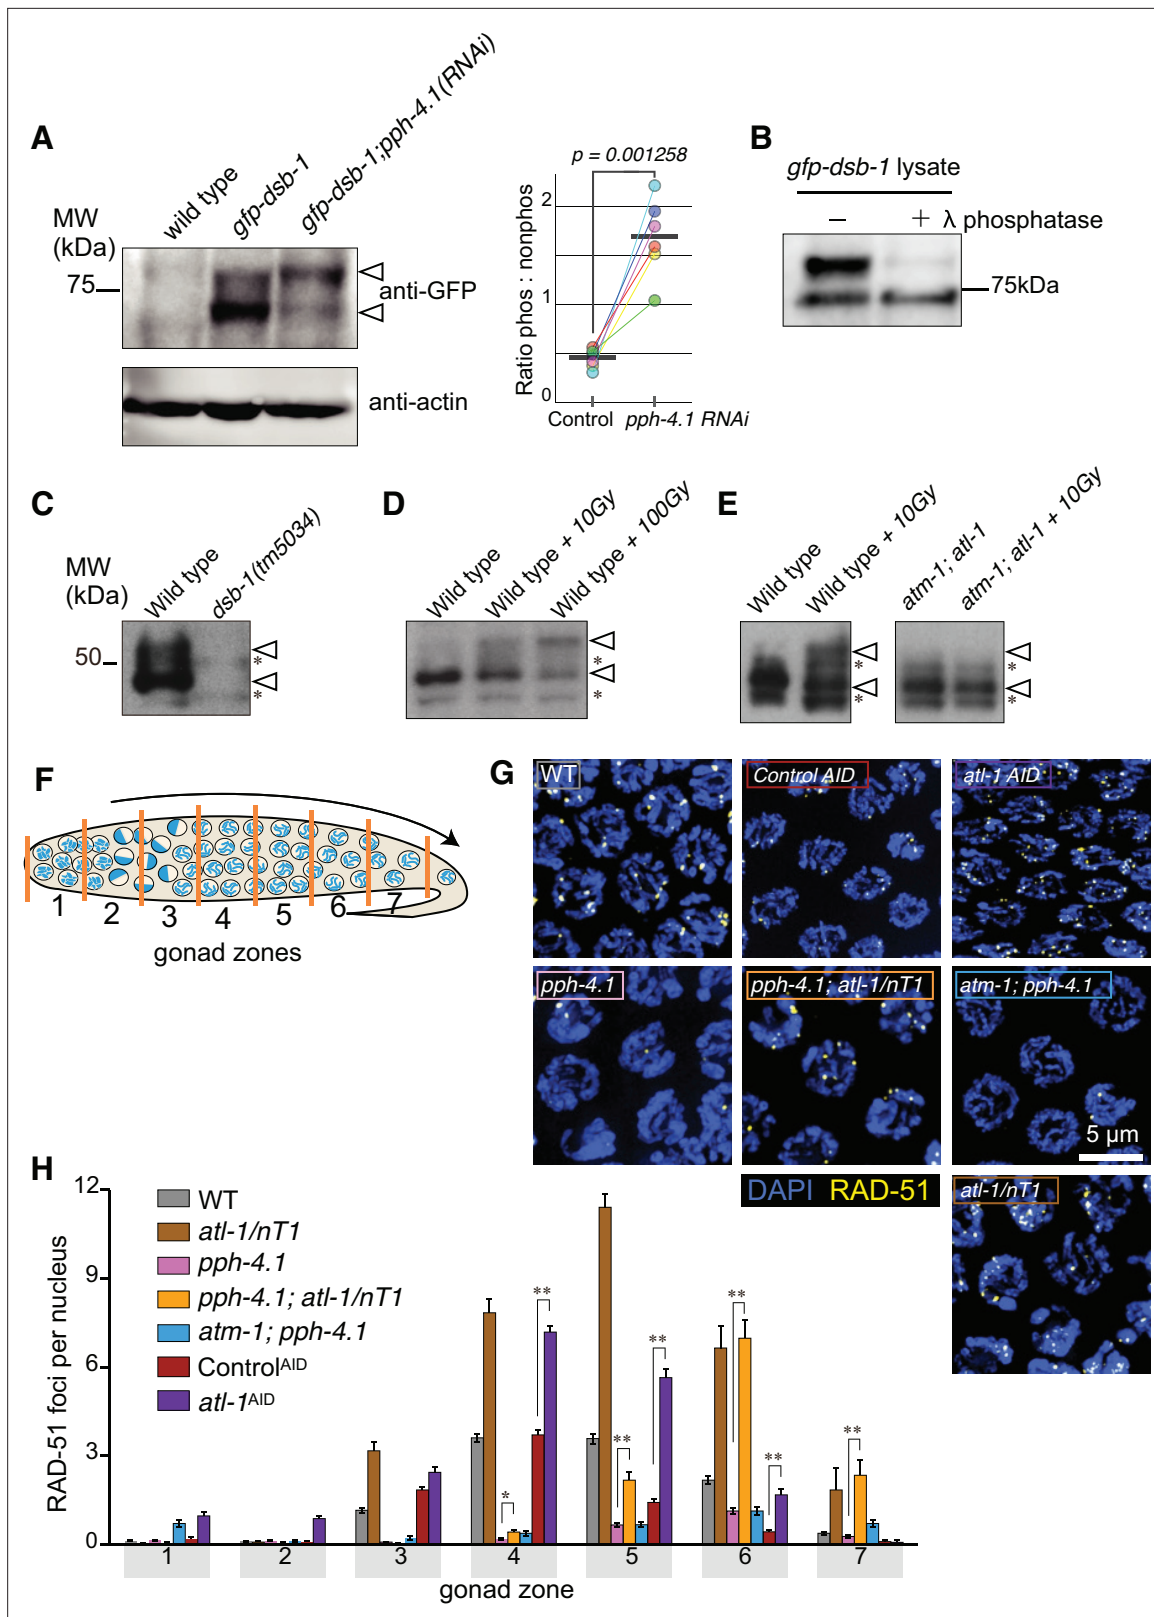 A
MW
(kDa)
75
wild type
gfp-dsb-1
gfp-dsb-1;pph-4.1(RNAi)
anti-GFP
anti-actin
p = 0.001258
Ratio phos : nonphos
2
1
0
Control
pph-4.1 RNAi
B
gfp-dsb-1 lysate
– + λ phosphatase
75kDa
C
MW
(kDa)
50
Wild type
dsb-1(tm5034)
*
*
D
Wild type
Wild type + 10Gy
Wild type + 100Gy
*
*
E
Wild type
Wild type + 10Gy
*
*
atm-1; atl-1
atm-1; atl-1 + 10Gy
*
*
F
1 2 3 4 5 6 7
gonad zones
G
WT
Control AID
atl-1 AID
pph-4.1
pph-4.1; atl-1/nT1
atm-1; pph-4.1
5 µm
DAPI RAD-51
atl-1/nT1
H
RAD-51 foci per nucleus
12
9
6
3
0
WT
atl-1/nT1
pph-4.1
pph-4.1; atl-1/nT1
atm-1; pph-4.1
ControlAID
atl-1AID
*
**
**
**
**
**
**
1 2 3 4 5 6 7
gonad zone